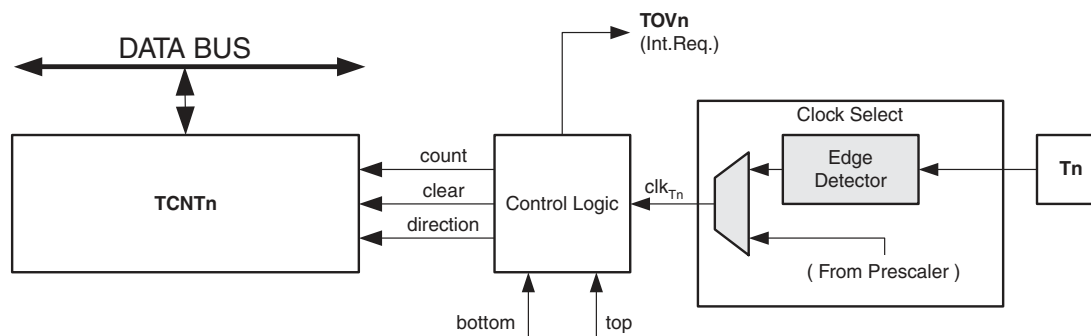 TOVn
(Int.Req.)
DATA BUS
Clock Select
count
Edge
Detector
Tn
TCNTn
clear
Control Logic
clkTn
direction
( From Prescaler )
bottom
top